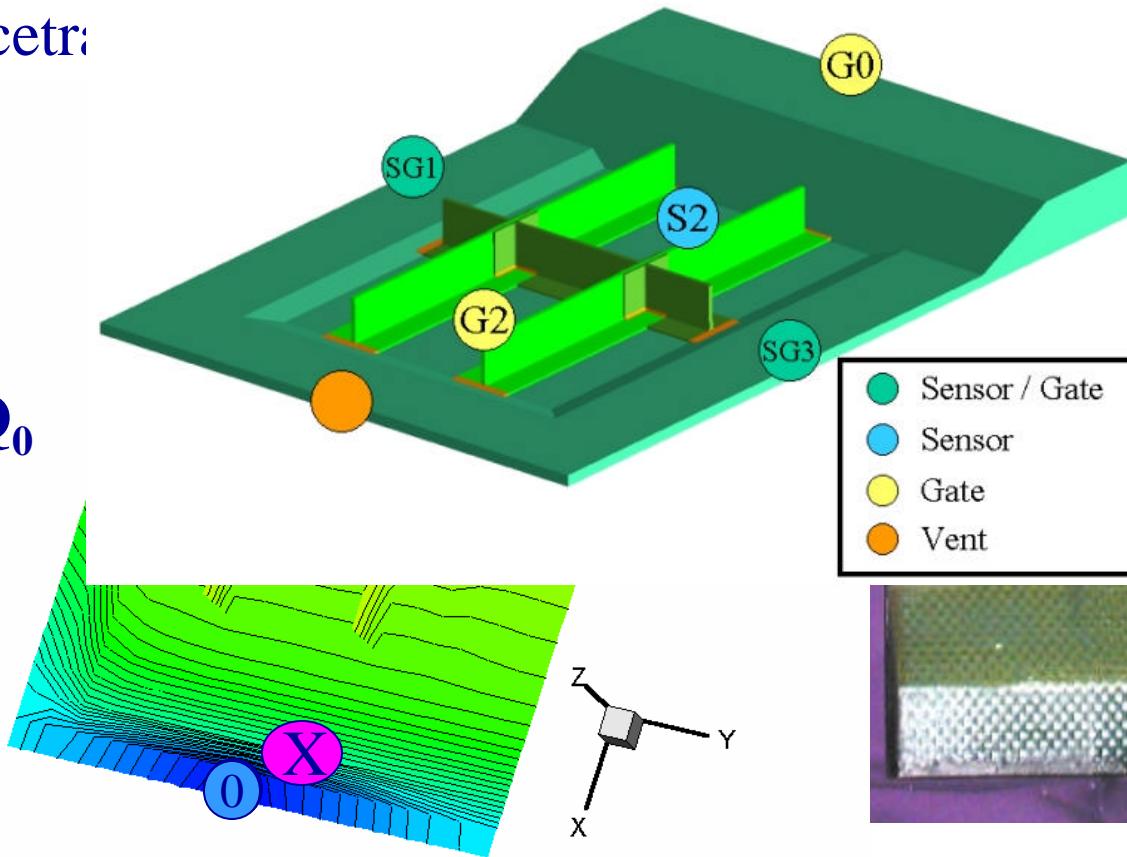 G0
SG1
S2
G2
SG3
Sensor / Gate
Sensor
Gate
Vent
0
X
Z
Y
X